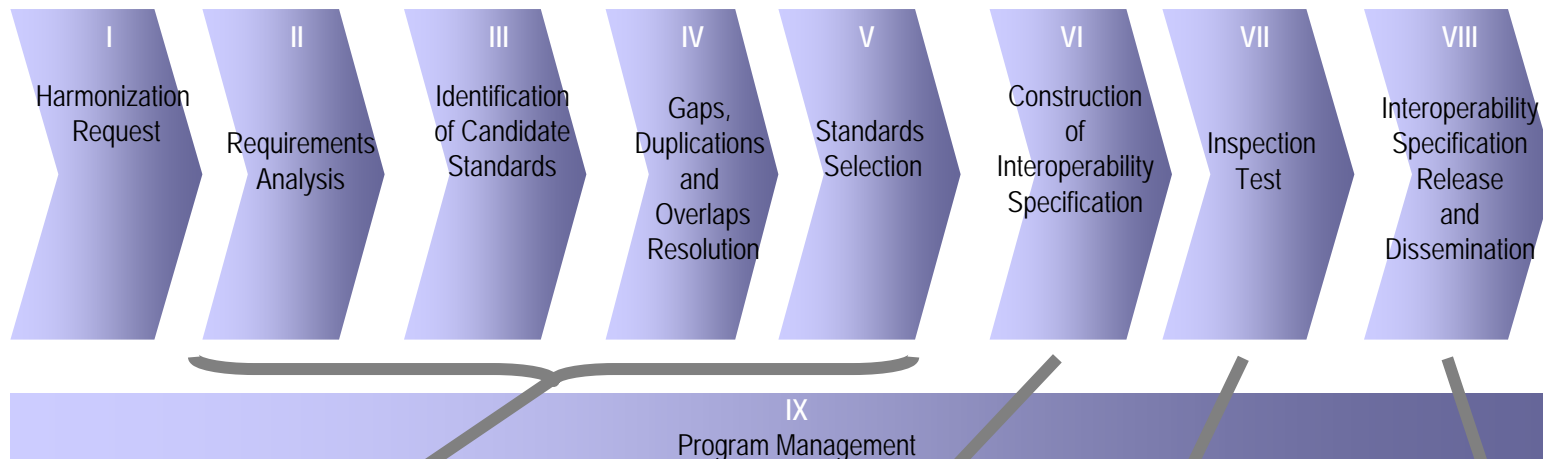 I
Harmonization
Request
II
Requirements
Analysis
III
Identification
of Candidate
Standards
IV
Gaps,
Duplications
and
Overlaps
Resolution
V
Standards
Selection
VI
Construction
of
Interoperability
Specification
VII
Inspection
Test
VIII
Interoperability
Specification
Release
and
Dissemination
IX
Program Management